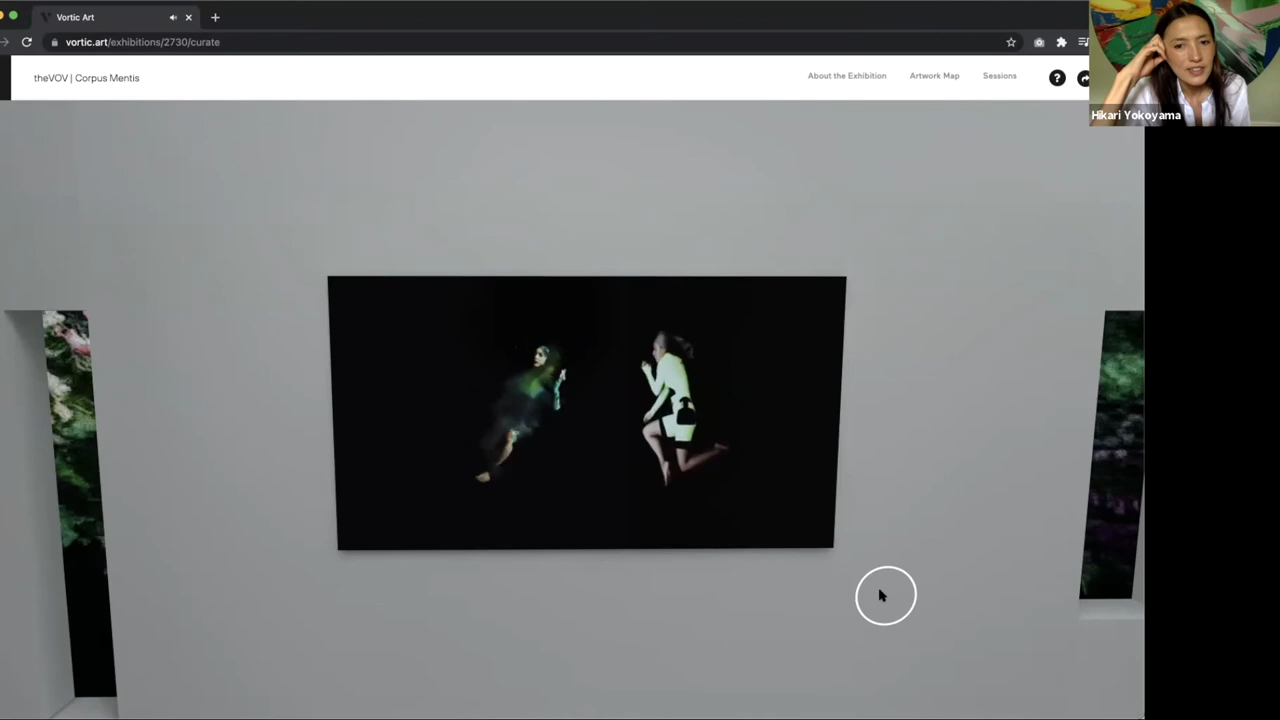 Vortic Art
vortic.art/exhibitions/2730/curate
theVOV | Corpus Mentis
About the Exhibition
Artwork Map
Sessions
?
Hikari Yokoyama